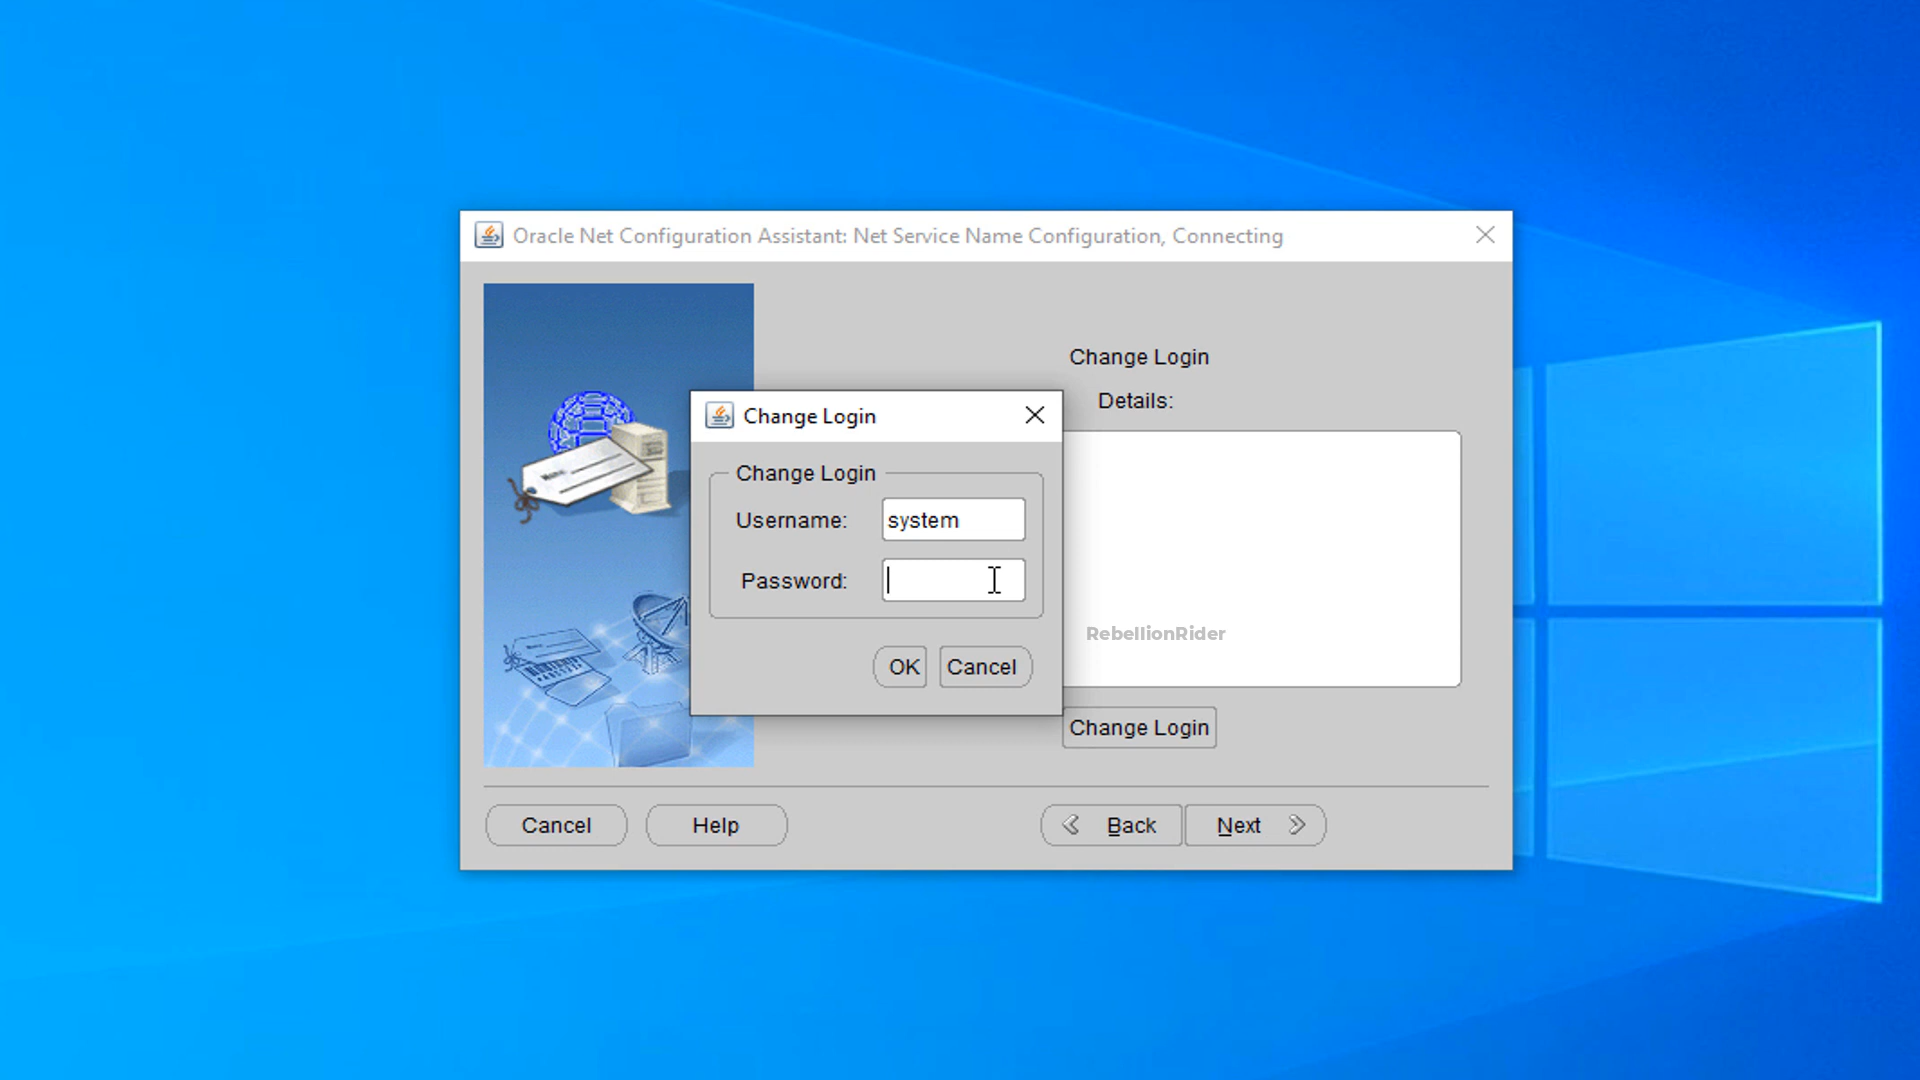 Oracle Net Configuration Assistant: Net Service Name Configuration, Connecting
Change Login
Details:
Change Login
Change Login
Username: system
Password:
OK Cancel
RebellionRider
Change Login
Cancel Help Back Next